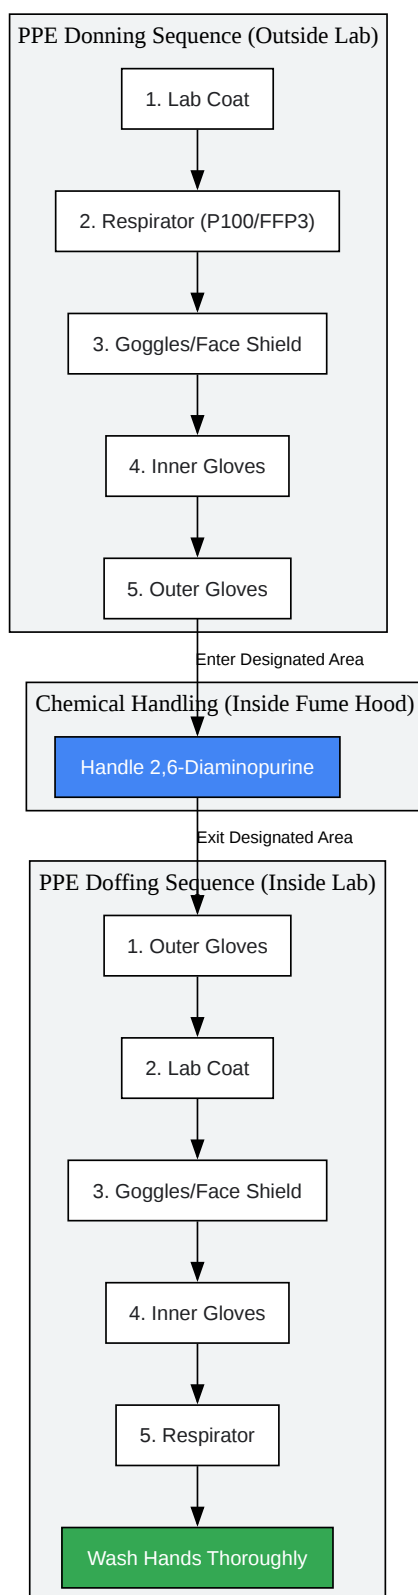 PPE Donning Sequence (Outside Lab)
1. Lab Coat
2. Respirator (P100/FFP3)
3. Goggles/Face Shield
4. Inner Gloves
5. Outer Gloves
Enter Designated Area
Chemical Handling (Inside Fume Hood)
Handle 2,6-Diaminopurine
Exit Designated Area
PPE Doffing Sequence (Inside Lab)
1. Outer Gloves
2. Lab Coat
3. Goggles/Face Shield
4. Inner Gloves
5. Respirator
Wash Hands Thoroughly